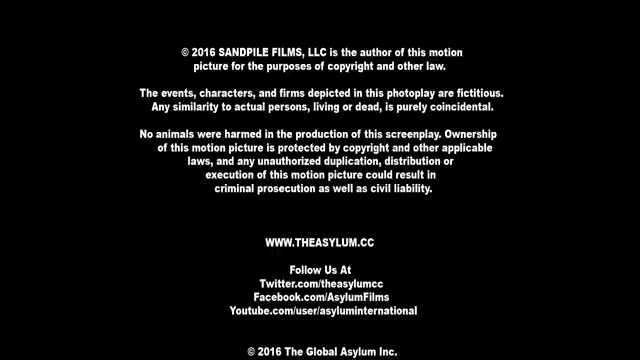 © 2016 SANDPILE FILMS, LLC is the author of this motion
picture for the purposes of copyright and other law.
The events, characters, and firms depicted in this photoplay are fictitious.
Any similarity to actual persons, living or dead, is purely coincidental.
No animals were harmed in the production of this screenplay. Ownership
of this motion picture is protected by copyright and other applicable
laws, and any unauthorized duplication, distribution or
execution of this motion picture could result in
criminal prosecution as well as civil liability.
WWW.THEASYLUM.CC
Follow Us At
Twitter.com/theasylumcc
Facebook.com/AsylumFilms
Youtube.com/user/asyluminternational
© 2016 The Global Asylum Inc.